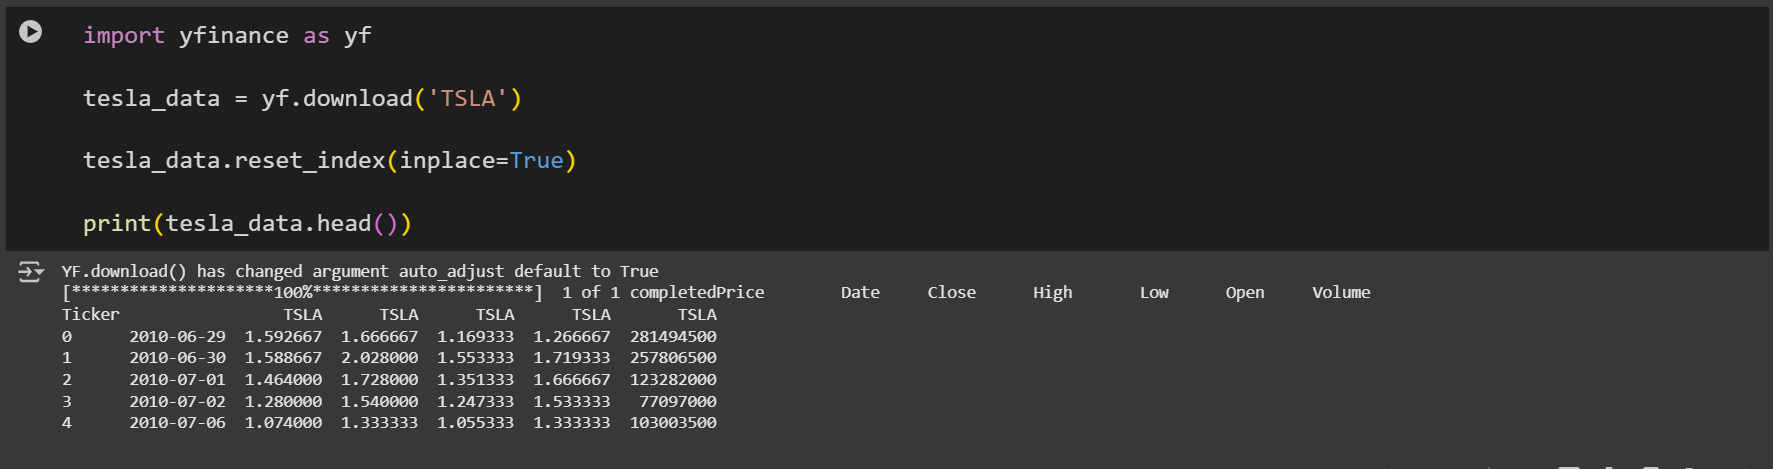 import yfinance as yf
tesla_data = yf.download('TSLA')
tesla_data.reset_index(inplace=True)
print(tesla_data.head())
YF.download() has changed argument auto_adjust default to True
[*********************100%***********************]  1 of 1 completedPrice        Date     Close      High       Low      Open     Volume
Ticker                 TSLA      TSLA      TSLA      TSLA       TSLA
0      2010-06-29  1.592667  1.666667  1.169333  1.266667  281494500
1      2010-06-30  1.588667  2.028000  1.553333  1.719333  257806500
2      2010-07-01  1.464000  1.728000  1.351333  1.666667  123282000
3      2010-07-02  1.280000  1.540000  1.247333  1.533333   77097000
4      2010-07-06  1.074000  1.333333  1.055333  1.333333  103003500